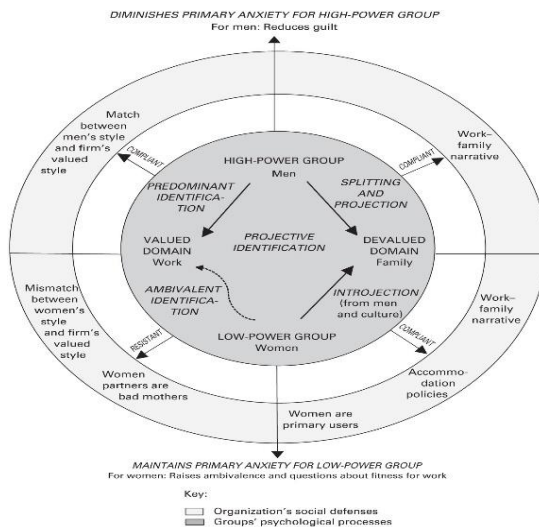 DIMINISHES PRIMARY ANXIETY FOR HIGH-POWER GROUP
For men: Reduces guilt
Match
between
men's style
and firm's
valued
style
COMPLIANT
HIGH-POWER GROUP
Men
COMPLIANT
Work–
family
narrative
PREDOMINANT
IDENTIFICA-
TION
SPLITTING
AND
PROJECTION
VALUED
DOMAIN
Work
PROJECTIVE
IDENTIFICATION
DEVALUED
DOMAIN
Family
Mismatch
between
women's
style
and firm's
valued
style
AMBIVALENT
IDENTIFICA-
TION
INTROJECTION
(from men
and culture)
Work–
family
narrative
RESISTANT
LOW-POWER GROUP
Women
COMPLIANT
Women
partners are
bad mothers
Women are
primary users
Accommo-
dation
policies
MAINTAINS PRIMARY ANXIETY FOR LOW-POWER GROUP
For women: Raises ambivalence and questions about fitness for work
Key:
Organization's social defenses
Groups' psychological processes